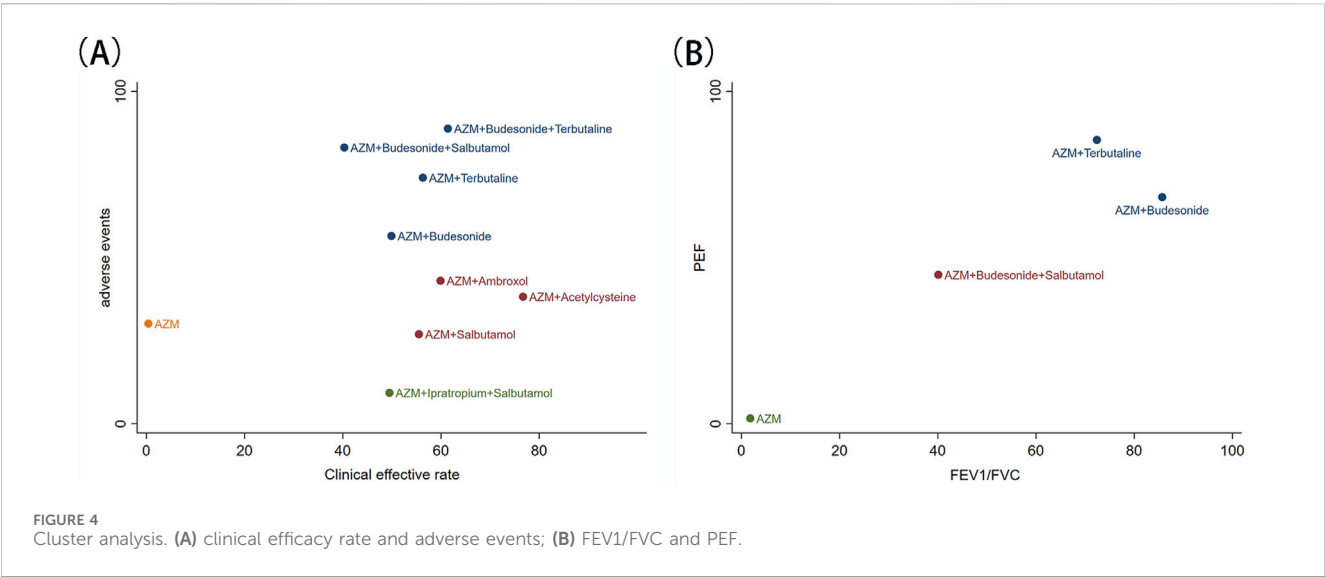 (A)
100
0
adverse events
AZM+Budesonide+Terbutaline
AZM+Budesonide+Salbutamol
AZM+Terbutaline
AZM+Budesonide
AZM+Ambroxol
AZM+Acetylcysteine
AZM
AZM+Salbutamol
AZM+Ipratropium+Salbutamol
0 20 40 60 80
Clinical effective rate
(B)
100
0
PEF
AZM+Terbutaline
AZM+Budesonide
AZM+Budesonide+Salbutamol
AZM
0 20 40 60 80 100
FEV1/FVC
FIGURE 4
Cluster analysis. (A) clinical efficacy rate and adverse events; (B) FEV1/FVC and PEF.